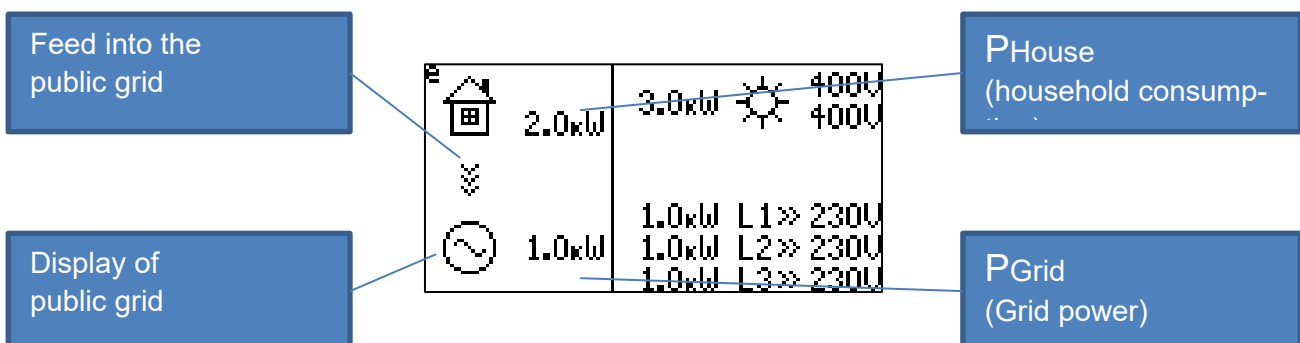 Feed into the
public grid
Display of
public grid
2.0kW
1.0kW
3.0kW 400V
400V
1.0kW L1 >> 230V
1.0kW L2 >> 230V
1.0kW L3 >> 230V
PHouse
(household consump-
PGrid
(Grid power)